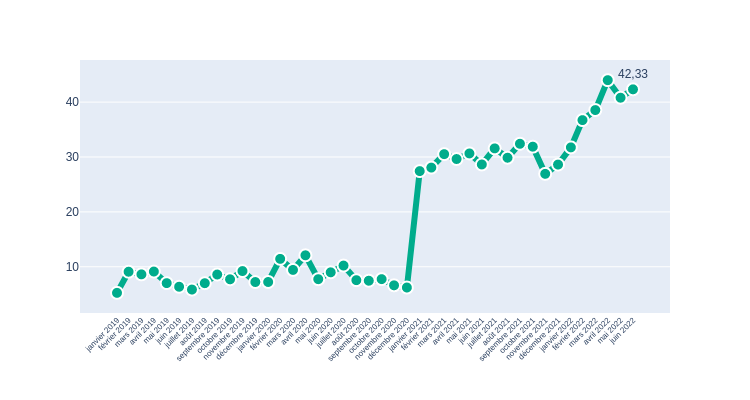 42,33
40
30
20
10
janvier 2019
février 2019
mars 2019
avril 2019
mai 2019
juin 2019
juillet 2019
août 2019
septembre 2019
octobre 2019
novembre 2019
décembre 2019
janvier 2020
février 2020
mars 2020
avril 2020
mai 2020
juin 2020
juillet 2020
août 2020
septembre 2020
octobre 2020
novembre 2020
décembre 2020
janvier 2021
février 2021
mars 2021
avril 2021
mai 2021
juin 2021
juillet 2021
août 2021
septembre 2021
octobre 2021
novembre 2021
décembre 2021
janvier 2022
février 2022
mars 2022
avril 2022
mai 2022
juin 2022